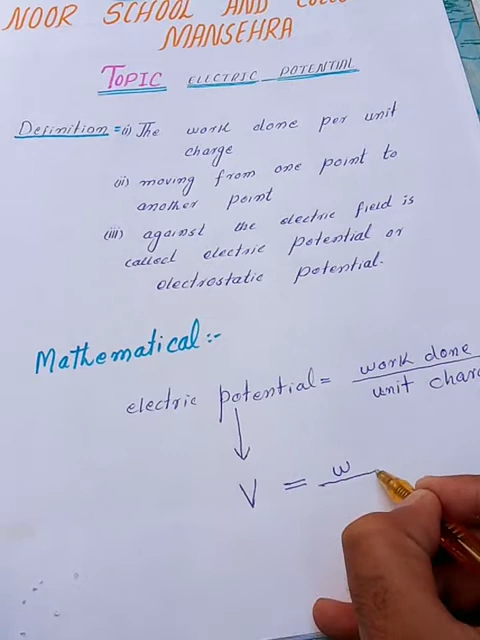 NOOR SCHOOL AND
MANSEHRA
TOPIC ELECTRIC POTENTIAL
Definition = i) The work done per unit
charge
(ii) moving from one point to
another point
(iii) against the electric field is
called electric potential or
electrostatic potential.
Mathematical:-
electric potential = work done
unit char
V = w